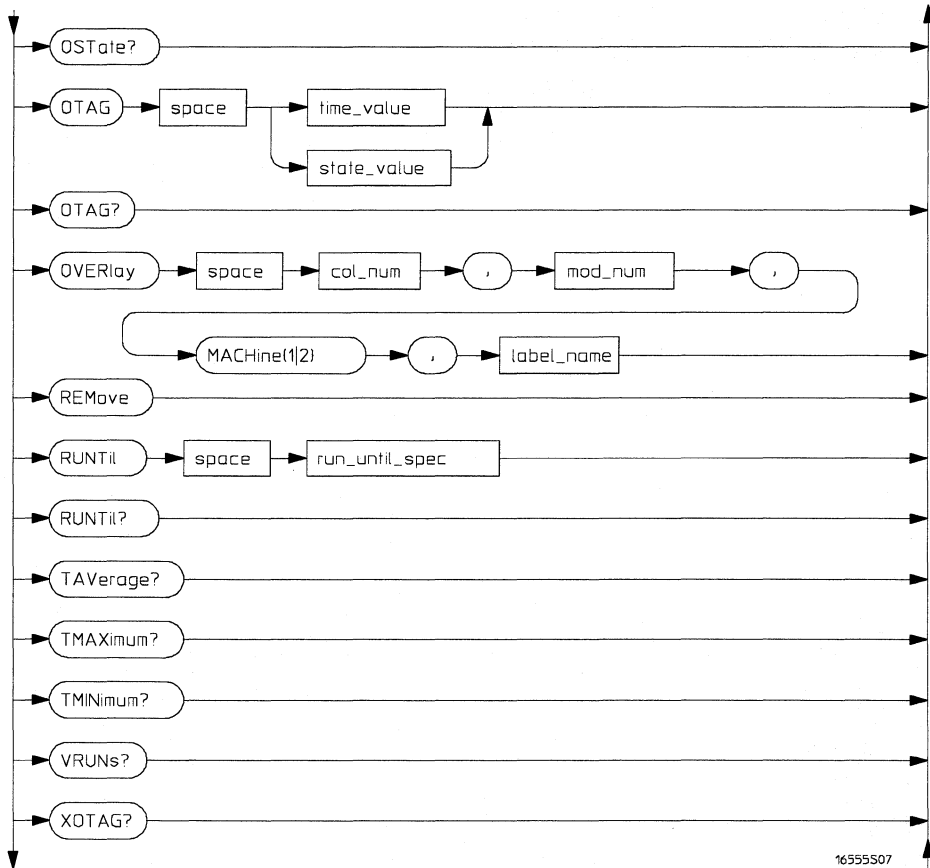 OSTate?
OTAG space time_value
state_value
OTAG?
OVERlay space col_num , mod_num ,
MACHine{1|2} , label_name
REMove
RUNTil space run_until_spec
RUNTil?
TAVerage?
TMAXimum?
TMINimum?
VRUNs?
XOTAG?
16555S07